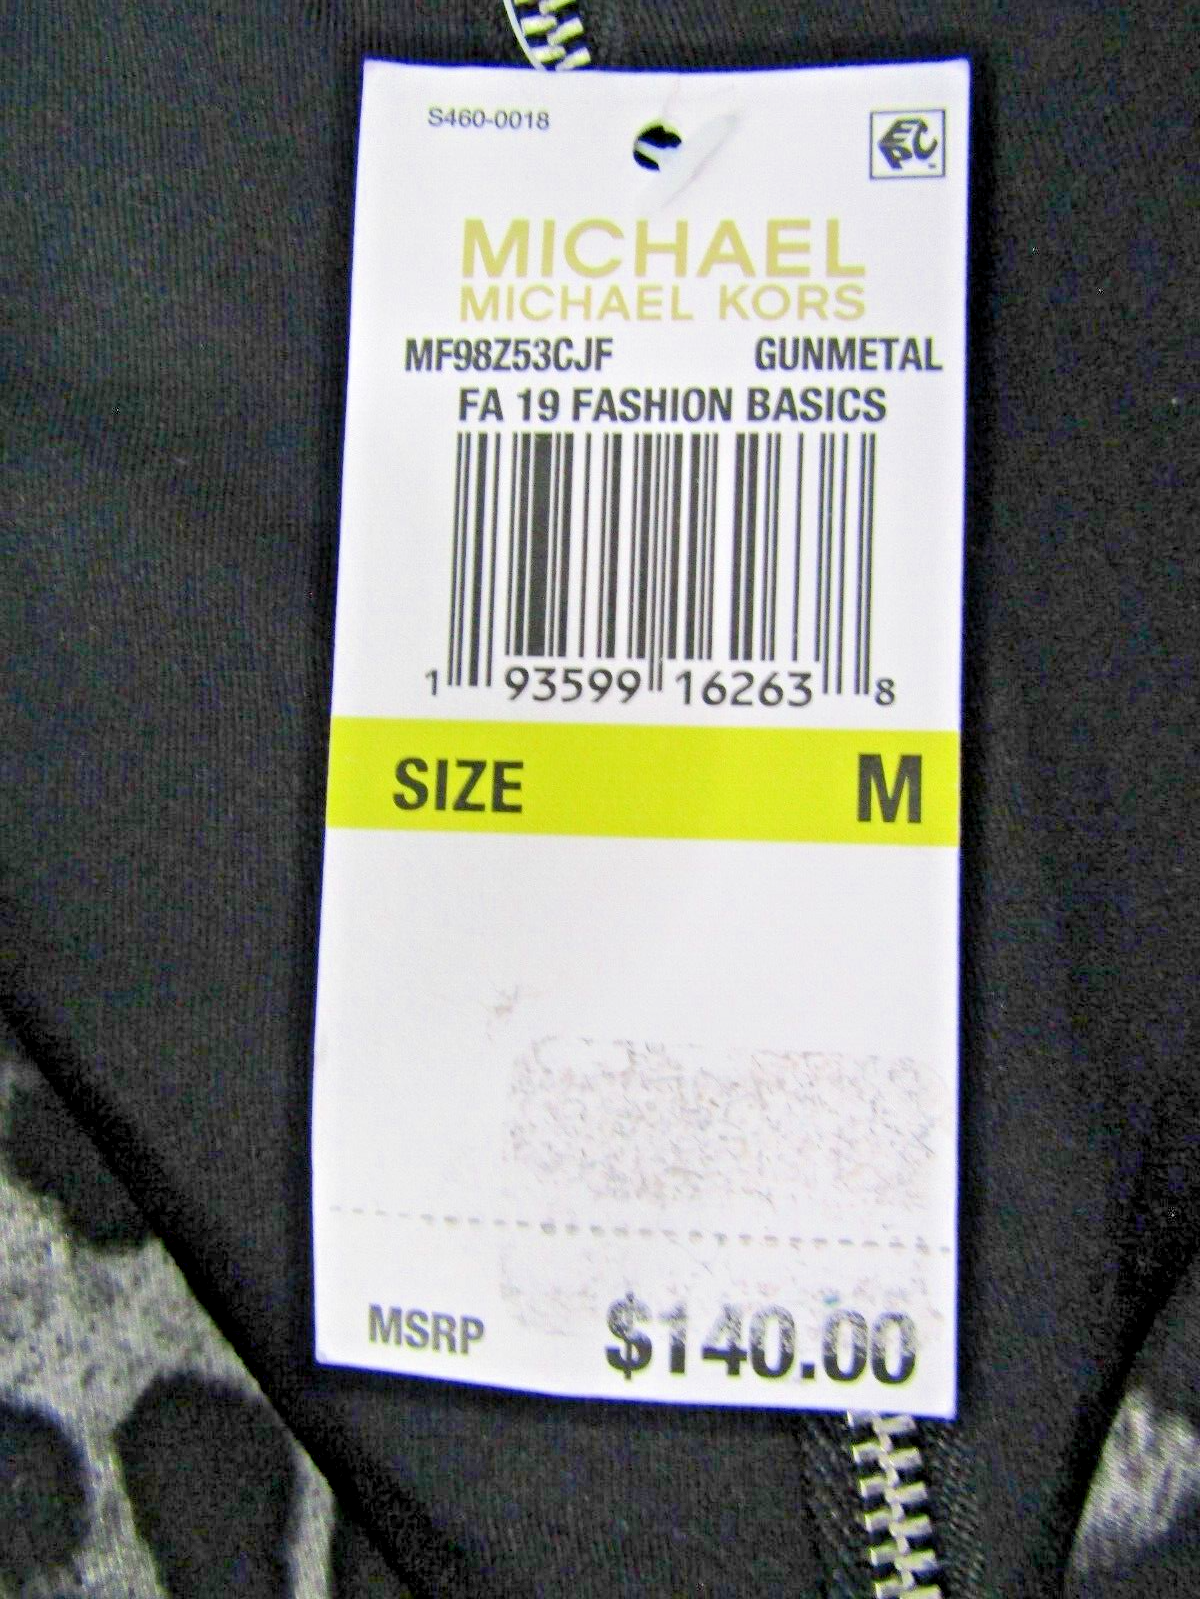 S460-0018
EPC
MICHAEL
MICHAEL KORS
MF98Z53CJF GUNMETAL
FA 19 FASHION BASICS
1 93599 16263 8
SIZE M
MSRP $140.00